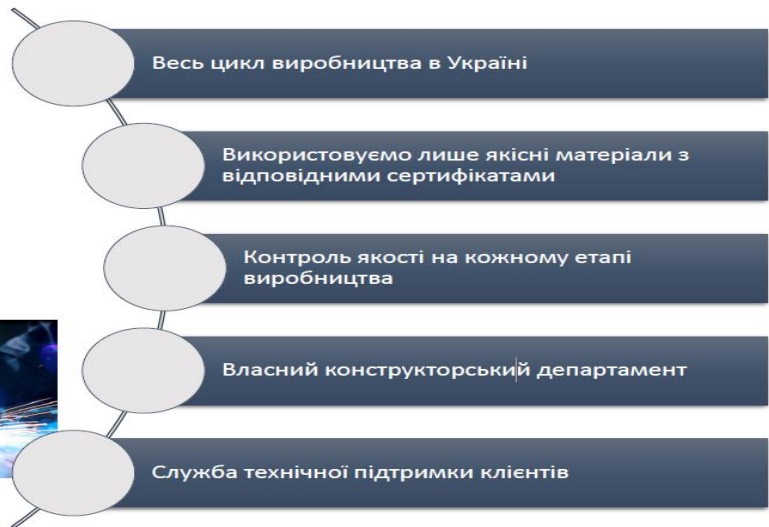 Весь цикл виробництва в Україні
Використовуємо лише якісні матеріали з
відповідними сертифікатами
Контроль якості на кожному етапі
виробництва
Власний конструкторський департамент
Служба технічної підтримки клієнтів